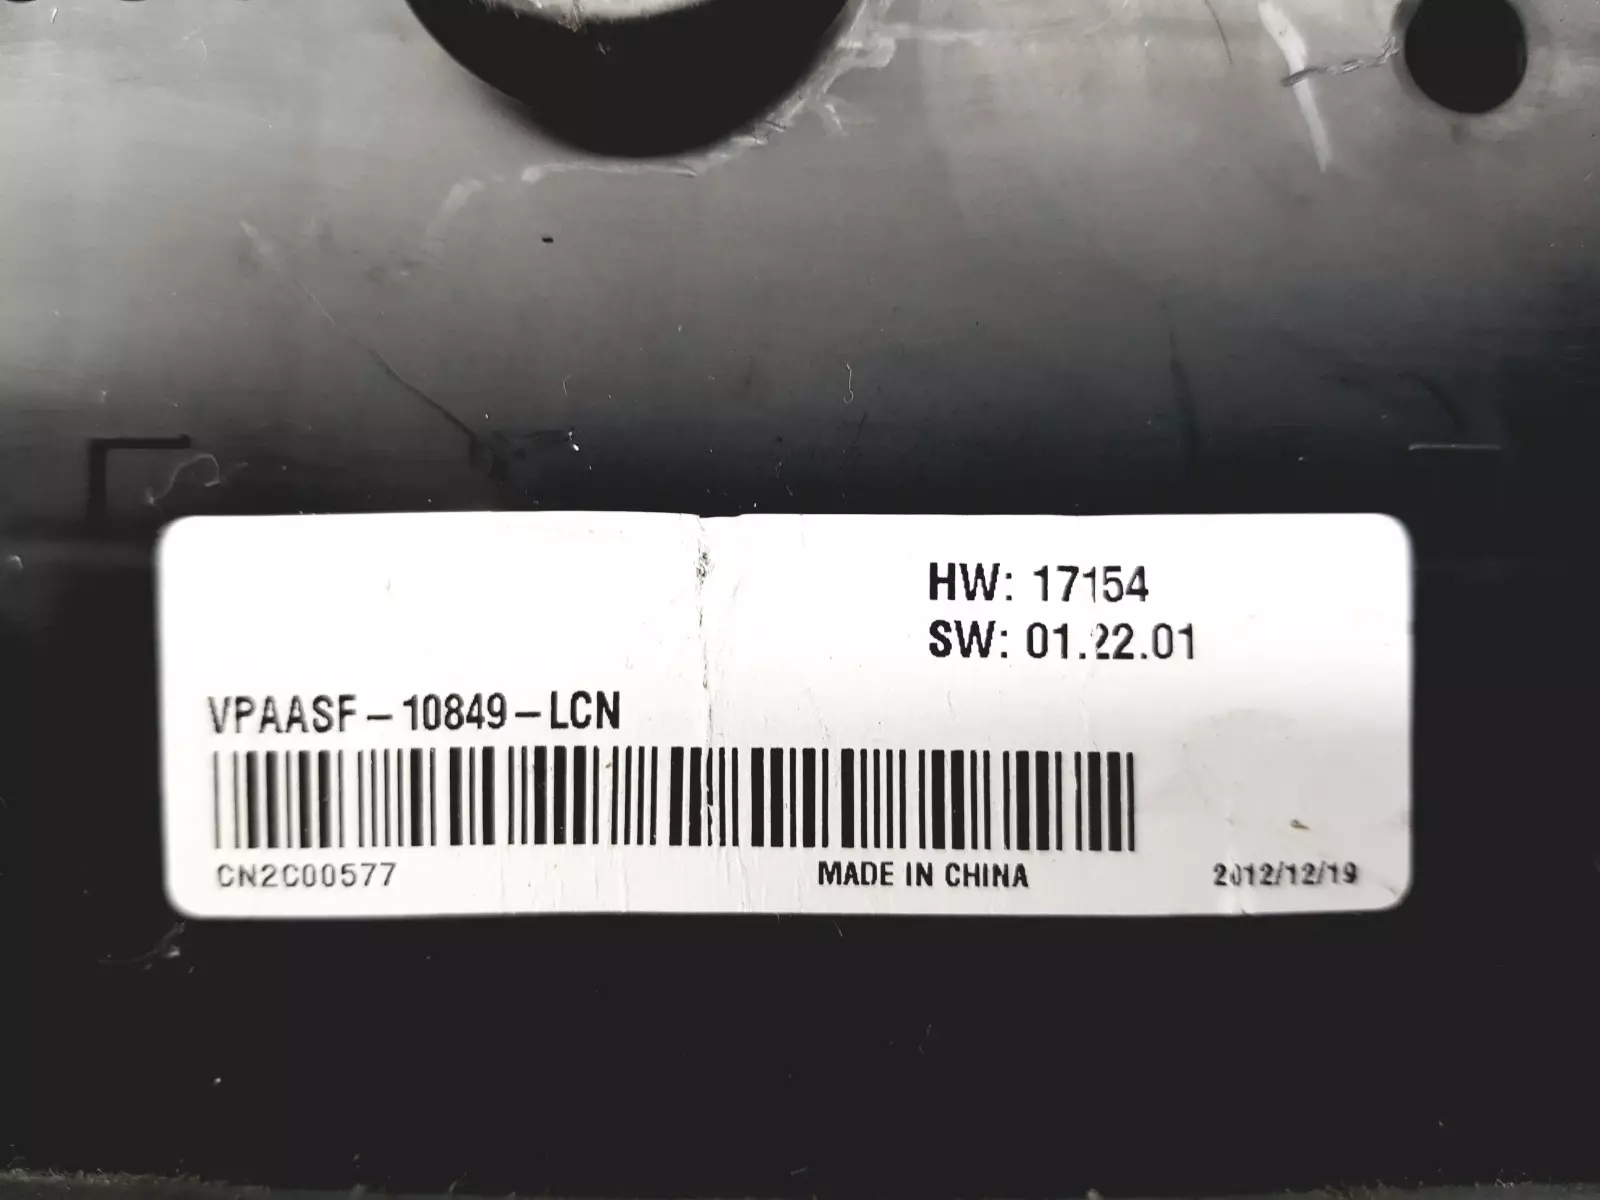 HW: 17154
SW: 01.22.01
VPAASF-10849-LCN
CN2C00577
MADE IN CHINA
2012/12/19